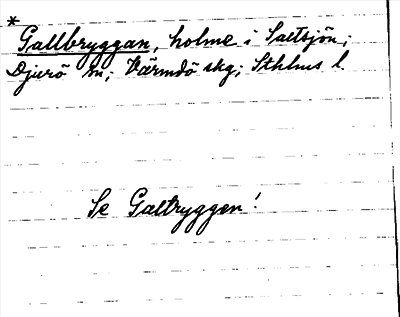 *
Gallbryggan, holme i Saltsjön;
Djurö sn; Värmdö skg; Sthlms l.
Se Galtryggen!